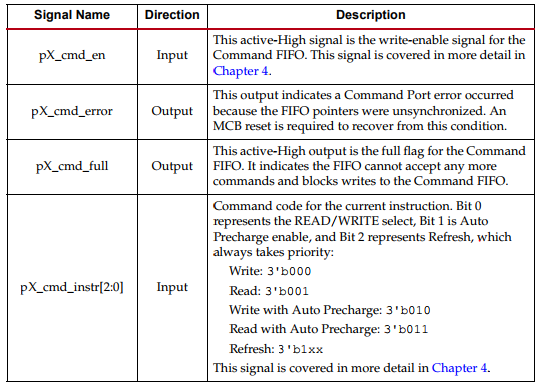 Signal Name Direction Description
pX_cmd_en Input This active-High signal is the write-enable signal for the
Command FIFO. This signal is covered in more detail in
Chapter 4.
pX_cmd_error Output This output indicates a Command Port error occurred
because the FIFO pointers were unsynchronized. An
MCB reset is required to recover from this condition.
pX_cmd_full Output This active-High output is the full flag for the Command
FIFO. It indicates the FIFO cannot accept any more
commands and blocks writes to the Command FIFO.
pX_cmd_instr[2:0] Input Command code for the current instruction. Bit 0
represents the READ/WRITE select, Bit 1 is Auto
Precharge enable, and Bit 2 represents Refresh, which
always takes priority:
Write: 3'b000
Read: 3'b001
Write with Auto Precharge: 3'b010
Read with Auto Precharge: 3'b011
Refresh: 3'b1xx
This signal is covered in more detail in Chapter 4.